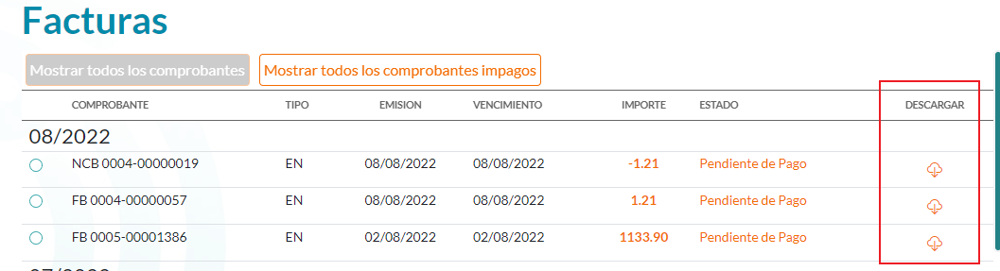 Facturas
Mostrar todos los comprobantes Mostrar todos los comprobantes impagos
COMPROBANTE TIPO EMISION VENCIMIENTO IMPORTE ESTADO DESCARGAR
08/2022
NCB 0004-00000019 EN 08/08/2022 08/08/2022 -1.21 Pendiente de Pago
FB 0004-00000057 EN 08/08/2022 08/08/2022 1.21 Pendiente de Pago
FB 0005-00001386 EN 02/08/2022 02/08/2022 1133.90 Pendiente de Pago